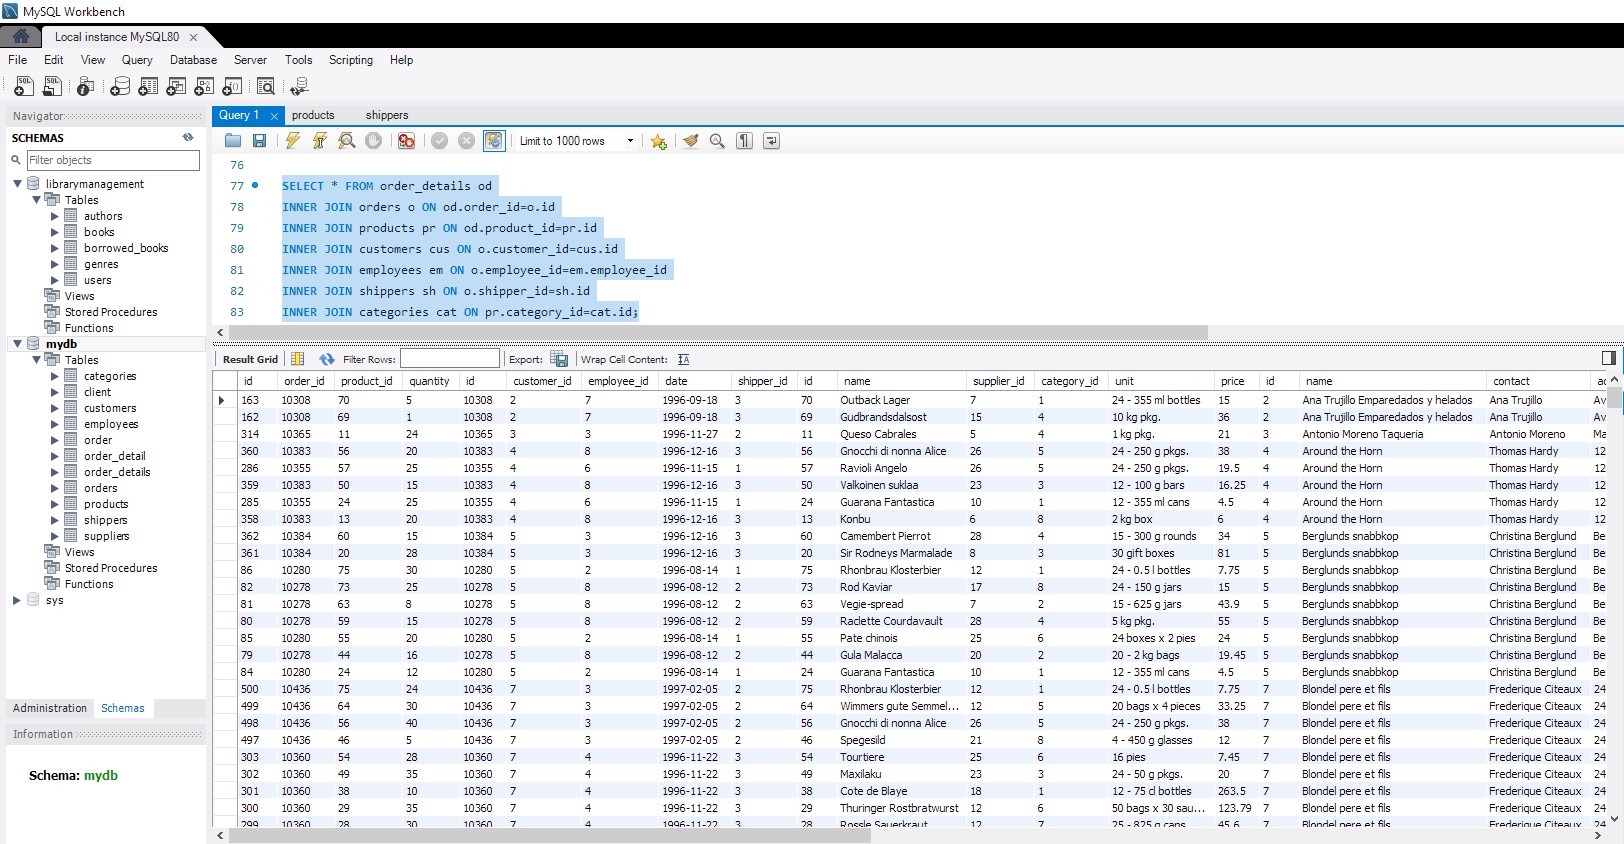 MySQL Workbench
Local instance MySQL80
File Edit View Query Database Server Tools Scripting Help
Navigator
SCHEMAS
Filter objects
librarymanagement
Tables
authors
books
borrowed_books
genres
users
Views
Stored Procedures
Functions
mydb
Tables
categories
client
customers
employees
order
order_detail
order_details
orders
products
shippers
suppliers
Views
Stored Procedures
Functions
sys
Administration Schemas
Information
Schema: mydb
Query 1 products shippers
Limit to 1000 rows
76
77 SELECT * FROM order_details od
78 INNER JOIN orders o ON od.order_id=o.id
79 INNER JOIN products pr ON od.product_id=pr.id
80 INNER JOIN customers cus ON o.customer_id=cus.id
81 INNER JOIN employees em ON o.employee_id=em.employee_id
82 INNER JOIN shippers sh ON o.shipper_id=sh.id
83 INNER JOIN categories cat ON pr.category_id=cat.id;
Result Grid Filter Rows: Export: Wrap Cell Content:
id order_id product_id quantity id customer_id employee_id date shipper_id id name supplier_id category_id unit price id name contact
163 10308 70 5 10308 2 7 1996-09-18 3 70 Outback Lager 7 1 24 - 355 ml bottles 15 2 Ana Trujillo Emparedados y helados Ana Trujillo Av
162 10308 69 1 10308 2 7 1996-09-18 3 69 Gudbrandsdalsost 15 4 10 kg pkg. 36 2 Ana Trujillo Emparedados y helados Ana Trujillo Av
314 10365 11 24 10365 3 3 1996-11-27 2 11 Queso Cabrales 5 4 1 kg pkg. 21 3 Antonio Moreno Taqueria Antonio Moreno Ma
360 10383 56 20 10383 4 8 1996-12-16 3 56 Gnocchi di nonna Alice 26 5 24 - 250 g pkgs. 38 4 Around the Horn Thomas Hardy 12
286 10355 57 25 10355 4 6 1996-11-15 1 57 Ravioli Angelo 26 5 24 - 250 g pkgs. 19.5 4 Around the Horn Thomas Hardy 12
359 10383 50 15 10383 4 8 1996-12-16 3 50 Valkoinen suklaa 23 3 12 - 100 g bars 16.25 4 Around the Horn Thomas Hardy 12
285 10355 24 25 10355 4 6 1996-11-15 1 24 Guarana Fantastica 10 1 12 - 355 ml cans 4.5 4 Around the Horn Thomas Hardy 12
358 10383 13 20 10383 4 8 1996-12-16 3 13 Konbu 6 8 2 kg box 6 4 Around the Horn Thomas Hardy 12
362 10384 60 15 10384 5 3 1996-12-16 3 60 Camembert Pierrot 28 4 15 - 300 g rounds 34 5 Berglunds snabbkop Christina Berglund Be
361 10384 20 28 10384 5 3 1996-12-16 3 20 Sir Rodneys Marmalade 8 3 30 gift boxes 81 5 Berglunds snabbkop Christina Berglund Be
86 10280 75 30 10280 5 2 1996-08-14 1 75 Rhonbrau Klosterbier 12 1 24 - 0.5 l bottles 7.75 5 Berglunds snabbkop Christina Berglund Be
82 10278 73 25 10278 5 8 1996-08-12 2 73 Rod Kaviar 17 8 24 - 150 g jars 15 5 Berglunds snabbkop Christina Berglund Be
81 10278 63 8 10278 5 8 1996-08-12 2 63 Vegie-spread 7 2 15 - 625 g jars 43.9 5 Berglunds snabbkop Christina Berglund Be
80 10278 59 15 10278 5 8 1996-08-12 2 59 Raclette Courdavault 28 4 5 kg pkg. 55 5 Berglunds snabbkop Christina Berglund Be
85 10280 55 20 10280 5 2 1996-08-14 1 55 Pate chinois 25 6 24 boxes x 2 pies 24 5 Berglunds snabbkop Christina Berglund Be
79 10278 44 16 10278 5 8 1996-08-12 2 44 Gula Malacca 20 2 20 - 2 kg bags 19.45 5 Berglunds snabbkop Christina Berglund Be
84 10280 24 12 10280 5 2 1996-08-14 1 24 Guarana Fantastica 10 1 12 - 355 ml cans 4.5 5 Berglunds snabbkop Christina Berglund Be
500 10436 75 24 10436 7 3 1997-02-05 2 75 Rhonbrau Klosterbier 12 1 24 - 0.5 l bottles 7.75 7 Blondel pere et fils Frederique Citeaux 24
499 10436 64 30 10436 7 3 1997-02-05 2 64 Wimmers gute Semmel... 12 5 20 bags x 4 pieces 33.25 7 Blondel pere et fils Frederique Citeaux 24
498 10436 56 40 10436 7 3 1997-02-05 2 56 Gnocchi di nonna Alice 26 5 24 - 250 g pkgs. 38 7 Blondel pere et fils Frederique Citeaux 24
497 10436 46 5 10436 7 3 1997-02-05 2 46 Spegesild 21 8 4 - 450 g glasses 12 7 Blondel pere et fils Frederique Citeaux 24
303 10360 54 28 10360 7 4 1996-11-22 3 54 Tourtiere 25 6 16 pies 7.45 7 Blondel pere et fils Frederique Citeaux 24
302 10360 49 35 10360 7 4 1996-11-22 3 49 Maxilaku 23 3 24 - 50 g pkgs. 20 7 Blondel pere et fils Frederique Citeaux 24
301 10360 38 10 10360 7 4 1996-11-22 3 38 Cote de Blaye 18 1 12 - 75 cl bottles 263.5 7 Blondel pere et fils Frederique Citeaux 24
300 10360 29 35 10360 7 4 1996-11-22 3 29 Thuringer Rostbratwurst 12 6 50 bags x 30 sau... 123.79 7 Blondel pere et fils Frederique Citeaux 24
299 10360 28 30 10360 7 4 1996-11-22 3 28 Rossle Sauerkraut 12 7 25 - 825 g cans 45.6 7 Blondel pere et fils Frederique Citeaux 24